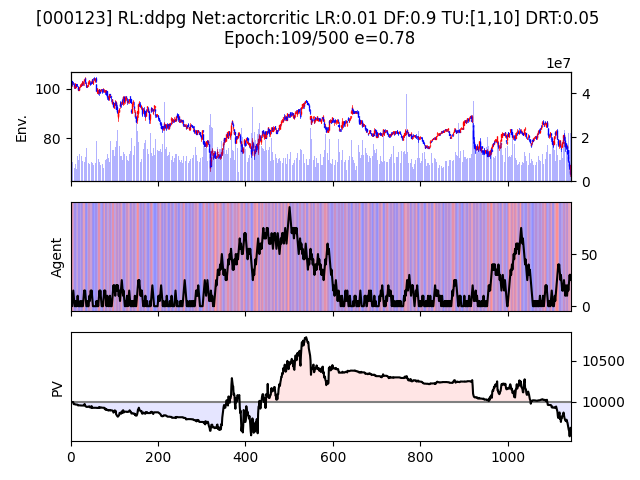 [000123] RL:ddpg Net:actorcritic LR:0.01 DF:0.9 TU:[1,10] DRT:0.05
Epoch:109/500 e=0.78
1e7
100
80
Env.
4
2
0
Agent
50
0
PV
10500
10000
0
200
400
600
800
1000